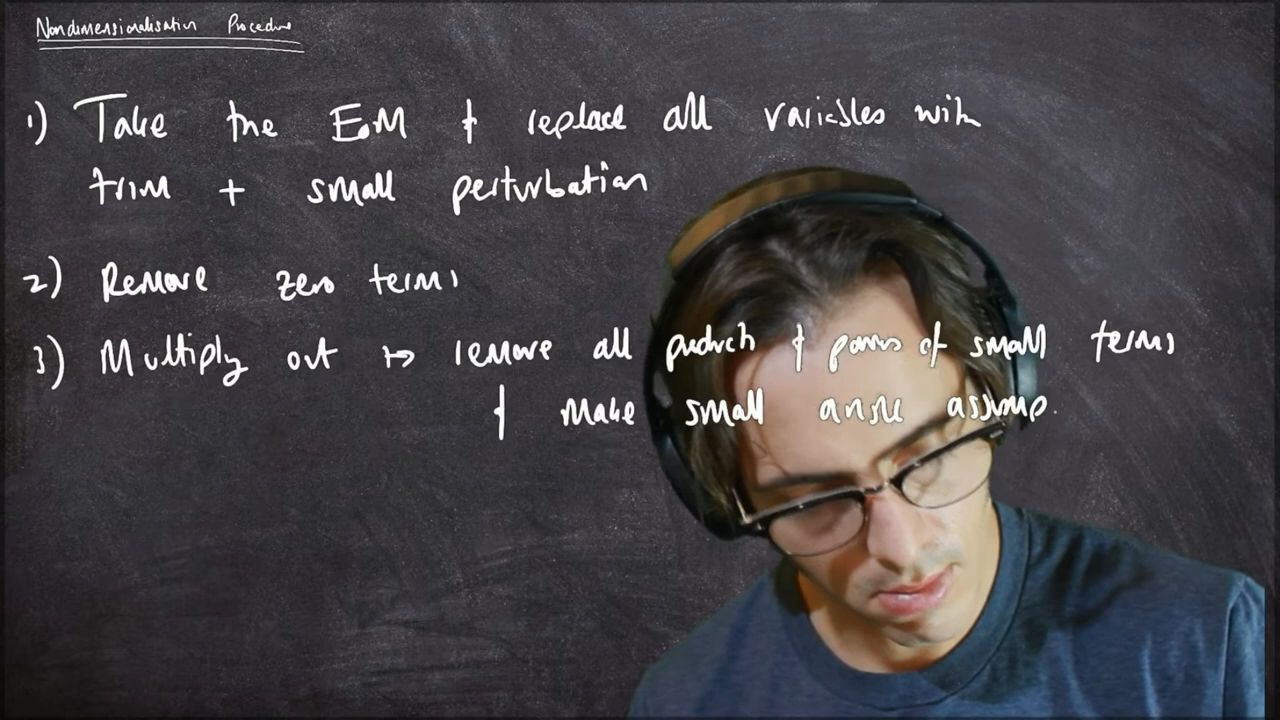 Nondimensionalisation Procedure
1) Take the EoM & replace all variables with
trim + small perturbation
2) Remove zero terms
3) Multiply out ↦ remove all products & powers of small terms
& make small angle assump.